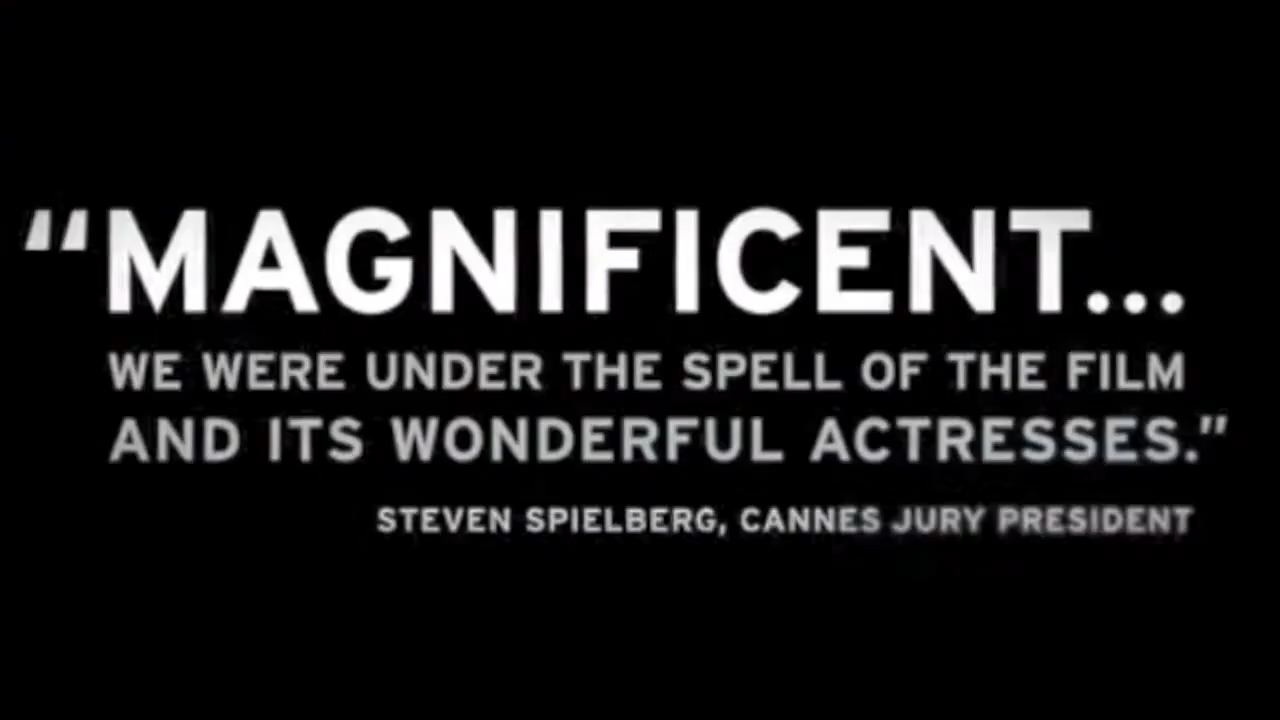 “MAGNIFICENT...
WE WERE UNDER THE SPELL OF THE FILM
AND ITS WONDERFUL ACTRESSES.”
STEVEN SPIELBERG, CANNES JURY PRESIDENT